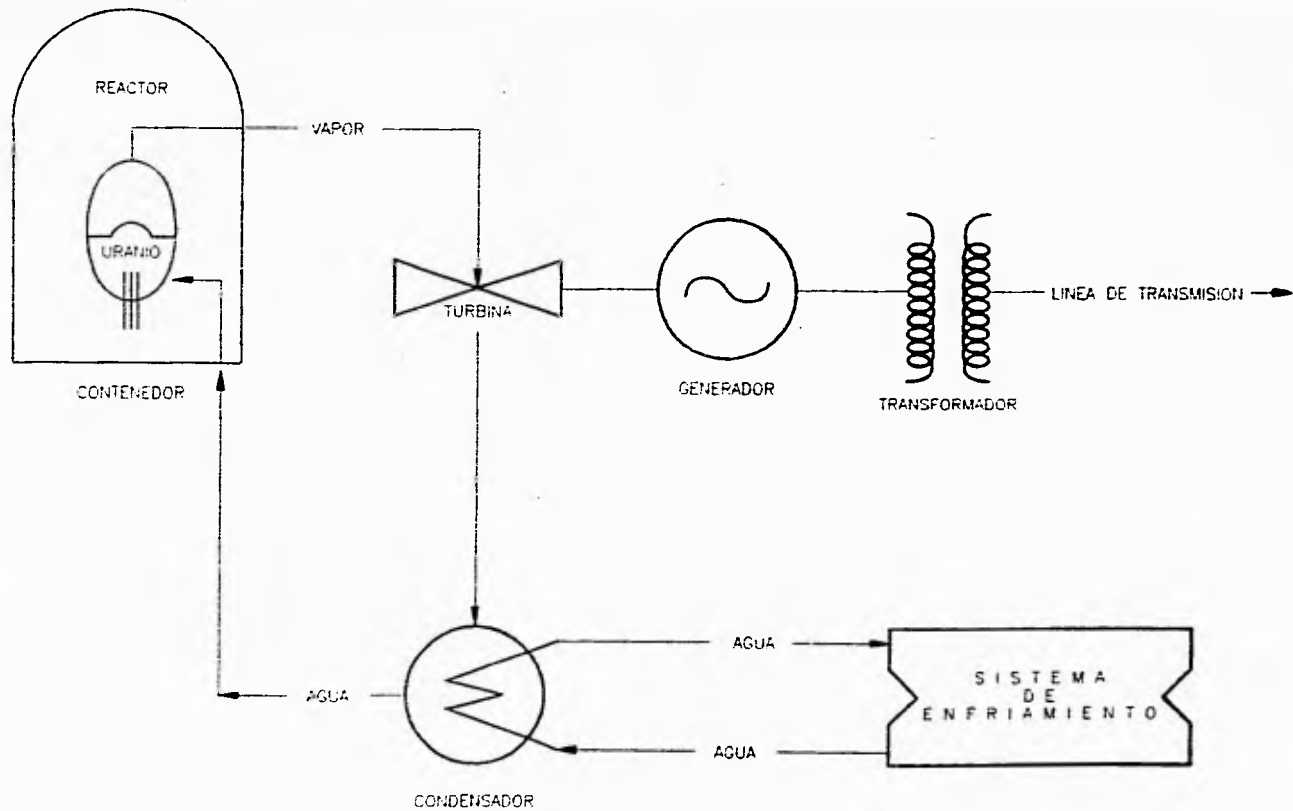 REACTOR
VAPOR
URANIO
TURBINA
LINEA DE TRANSMISION
CONTENEDOR
GENERADOR
TRANSFORMADOR
AGUA
SISTEMA
DE
ENFRIAMIENTO
AGUA
AGUA
CONDENSADOR